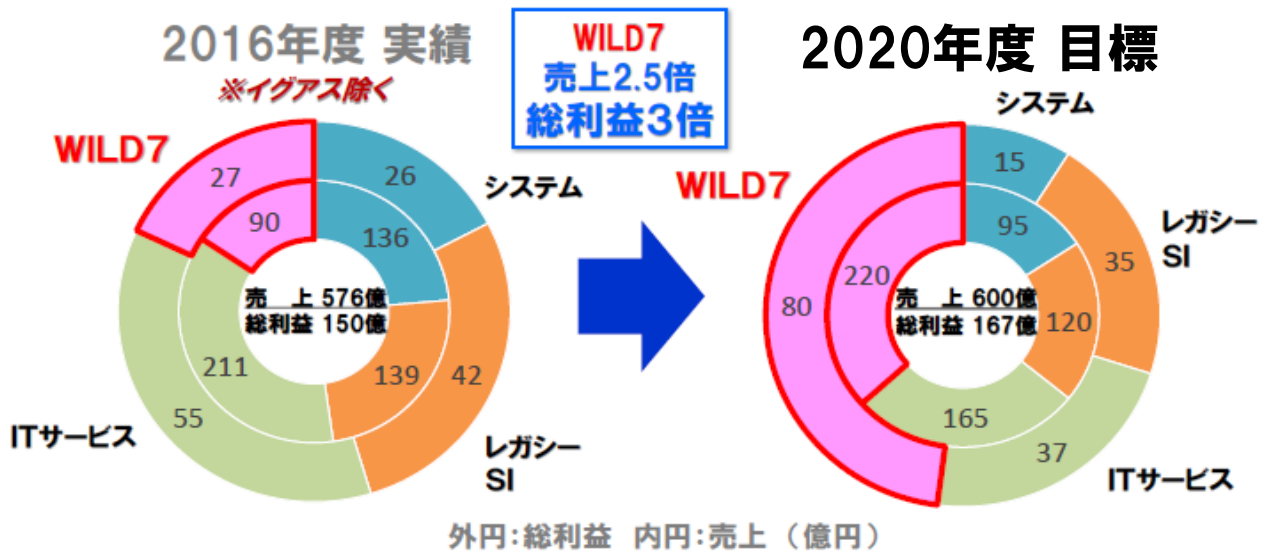 2016年度 実績
※イグアス除く
WILD7
売上2.5倍
総利益3倍
2020年度 目標
WILD7
27
26
システム
90
136
売 上 576億
総利益 150億
211
139
42
55
ITサービス
レガシー
SI
システム
WILD7
15
95
レガシー
SI
35
220
80
売 上 600億
総利益 167億
120
165
37
ITサービス
外円:総利益 内円:売上(億円)